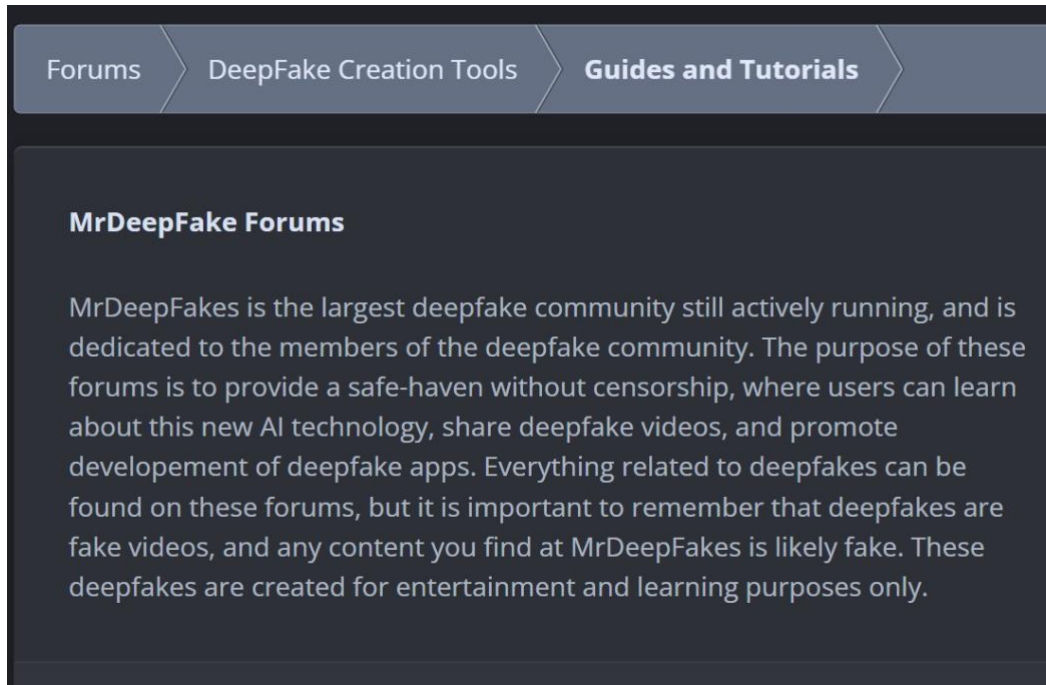 Forums
DeepFake Creation Tools
Guides and Tutorials
MrDeepFake Forums
MrDeepFakes is the largest deepfake community still actively running, and is
dedicated to the members of the deepfake community. The purpose of these
forums is to provide a safe-haven without censorship, where users can learn
about this new AI technology, share deepfake videos, and promote
developement of deepfake apps. Everything related to deepfakes can be
found on these forums, but it is important to remember that deepfakes are
fake videos, and any content you find at MrDeepFakes is likely fake. These
deepfakes are created for entertainment and learning purposes only.